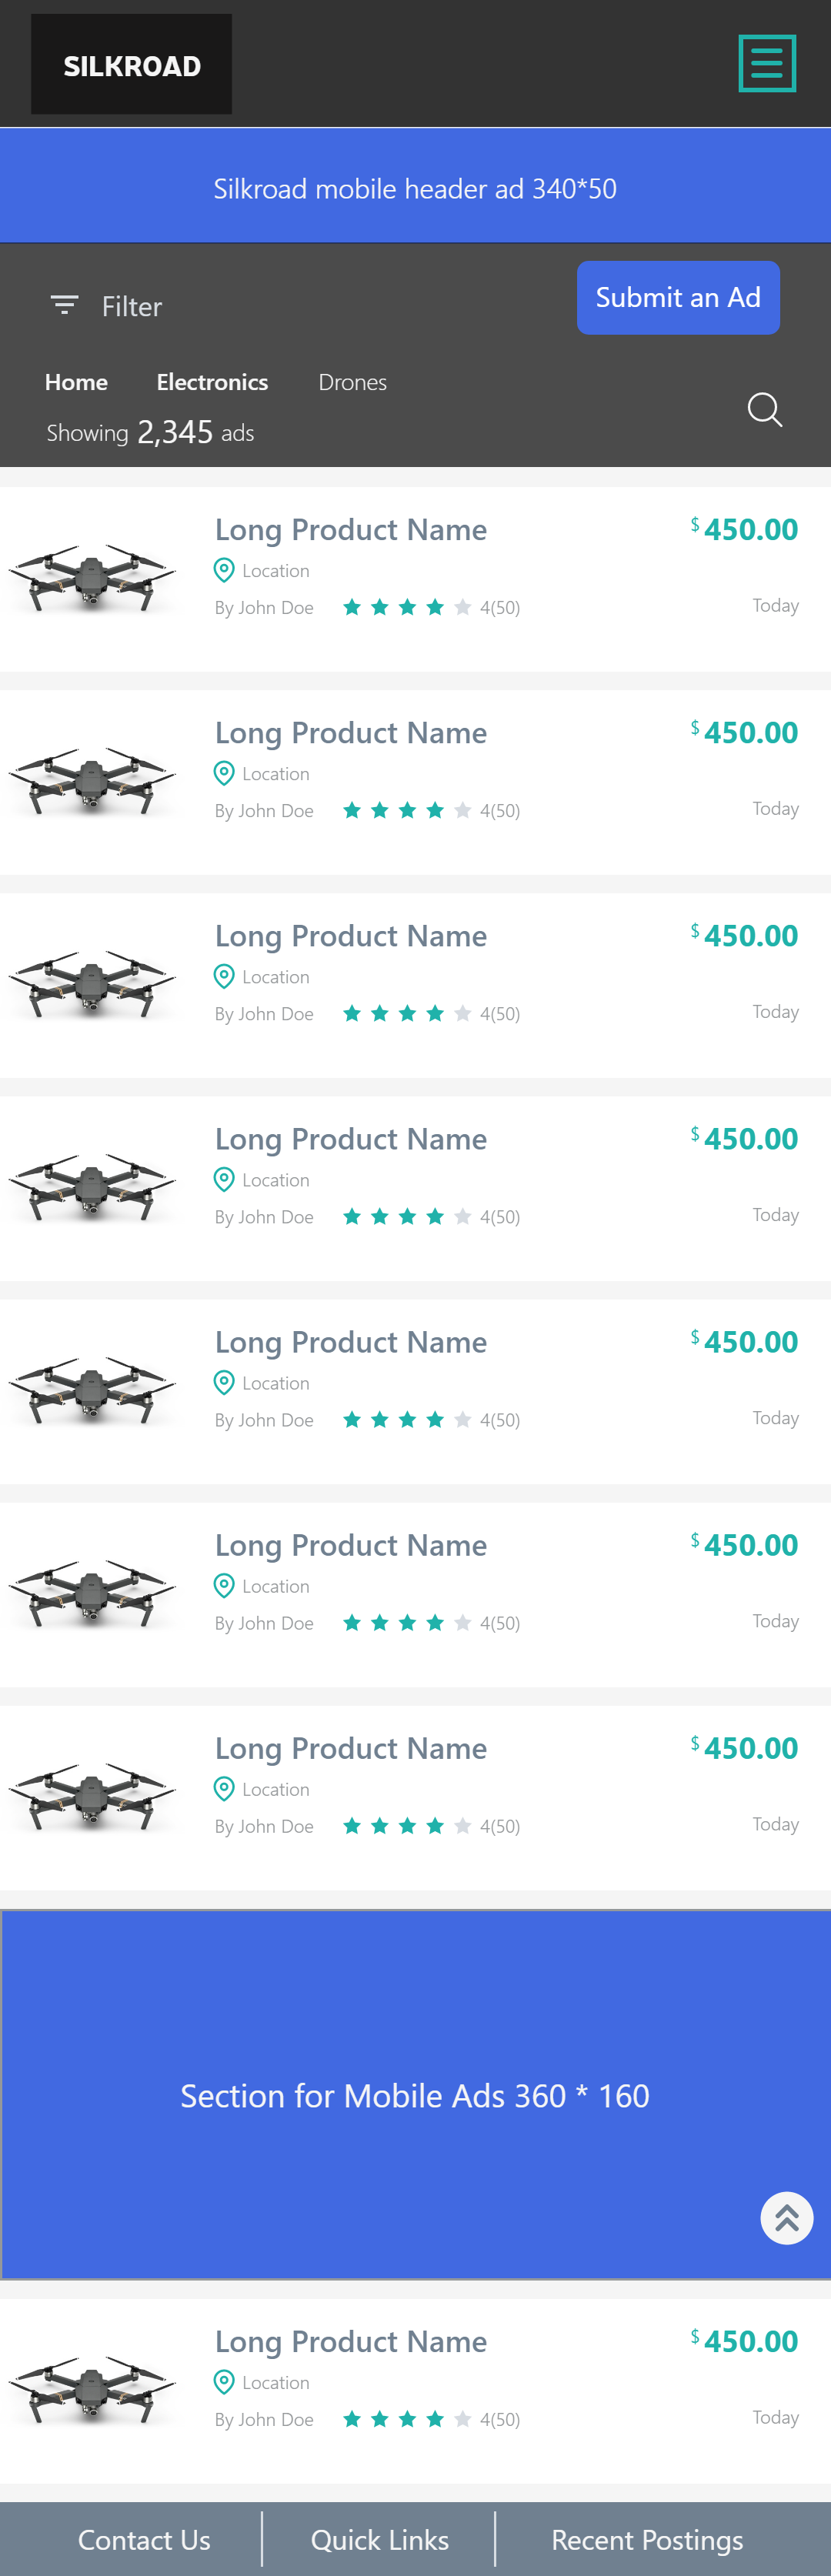 SILKROAD
Silkroad mobile header ad 340*50
Filter
Submit an Ad
Home Electronics Drones
Showing 2,345 ads
Long Product Name $ 450.00
Location
By John Doe 4(50) Today
Long Product Name $ 450.00
Location
By John Doe 4(50) Today
Long Product Name $ 450.00
Location
By John Doe 4(50) Today
Long Product Name $ 450.00
Location
By John Doe 4(50) Today
Long Product Name $ 450.00
Location
By John Doe 4(50) Today
Long Product Name $ 450.00
Location
By John Doe 4(50) Today
Long Product Name $ 450.00
Location
By John Doe 4(50) Today
Section for Mobile Ads 360 * 160
Long Product Name $ 450.00
Location
By John Doe 4(50) Today
Contact Us Quick Links Recent Postings